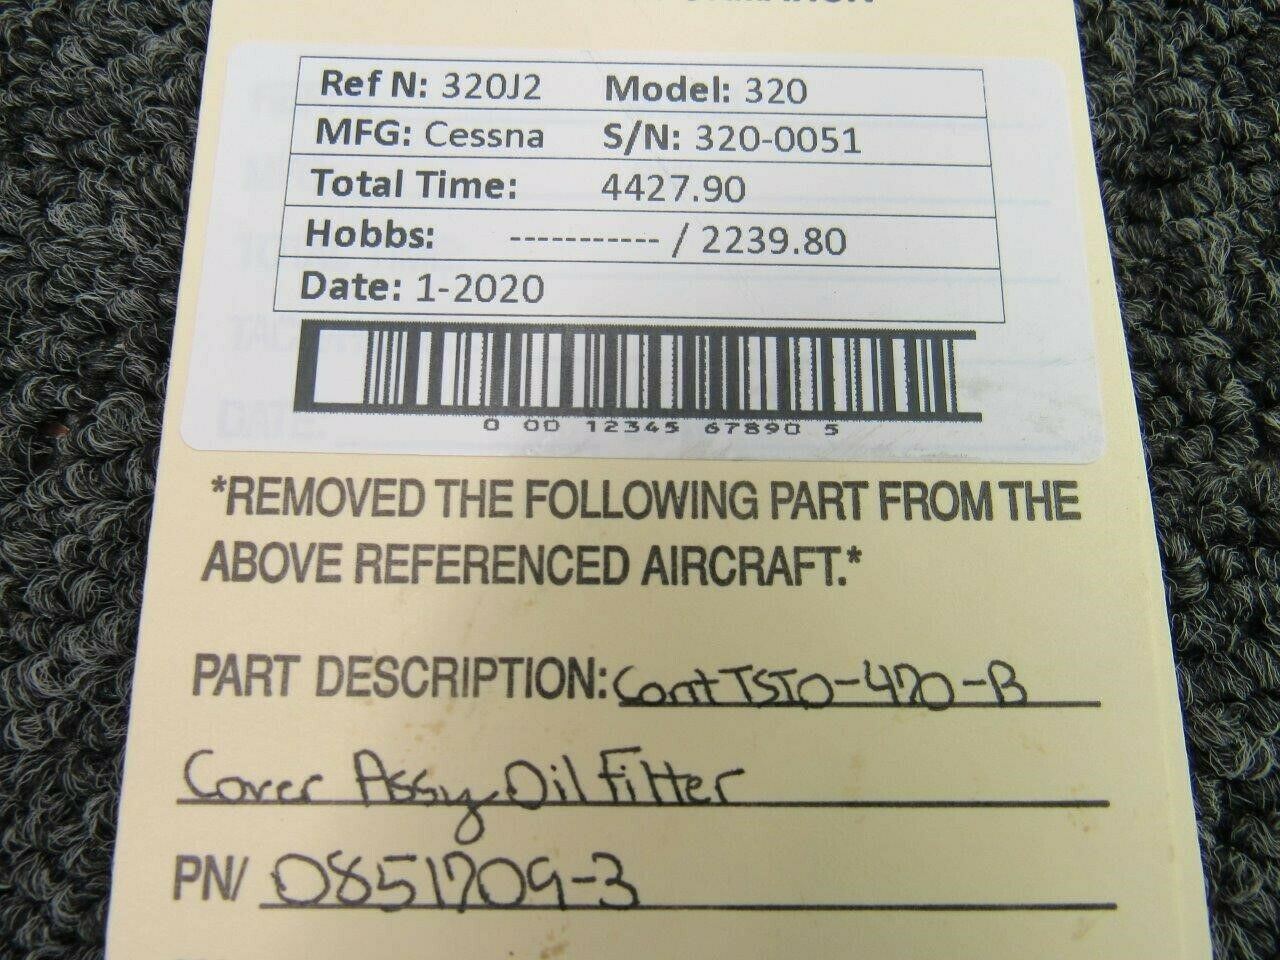 Ref N: 320J2 Model: 320
MFG: Cessna S/N: 320-0051
Total Time: 4427.90
Hobbs: ----------- / 2239.80
Date: 1-2020
0 00 12345 67890 5
*REMOVED THE FOLLOWING PART FROM THE
ABOVE REFERENCED AIRCRAFT.*
PART DESCRIPTION: Cont TSIO-470-B
Cover Assy Oil Filter
PN/ 0851709-3